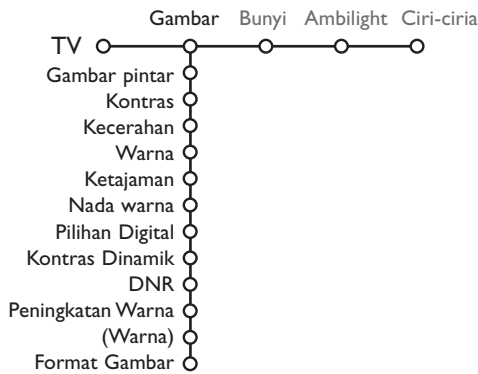 Gambar Bunyi Ambilight Ciri-ciria
TV
Gambar pintar
Kontras
Kecerahan
Warna
Ketajaman
Nada warna
Pilihan Digital
Kontras Dinamik
DNR
Peningkatan Warna
(Warna)
Format Gambar